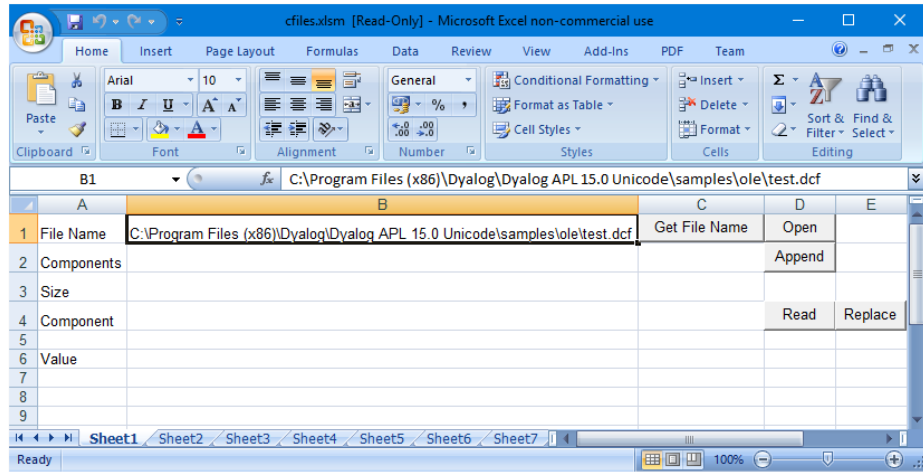 cfiles.xlsm [Read-Only] - Microsoft Excel non-commercial use
Home Insert Page Layout Formulas Data Review View Add-Ins PDF Team
Paste
Arial 10
B I U A A
General
% ,
Conditional Formatting
Format as Table
Cell Styles
Insert
Delete
Format
Σ
Sort & Filter
Find & Select
Clipboard Font Alignment Number Styles Cells Editing
B1 fx C:\Program Files (x86)\Dyalog\Dyalog APL 15.0 Unicode\samples\ole\test.dcf
A B C D E
1 File Name C:\Program Files (x86)\Dyalog\Dyalog APL 15.0 Unicode\samples\ole\test.dcf Get File Name Open
2 Components Append
3 Size
4 Component Read Replace
5
6 Value
7
8
9
Sheet1 Sheet2 Sheet3 Sheet4 Sheet5 Sheet6 Sheet7
Ready 100%